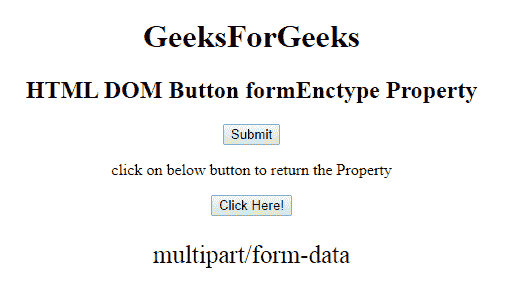 GeeksForGeeks
HTML DOM Button formEnctype Property
Submit
click on below button to return the Property
Click Here!
multipart/form-data